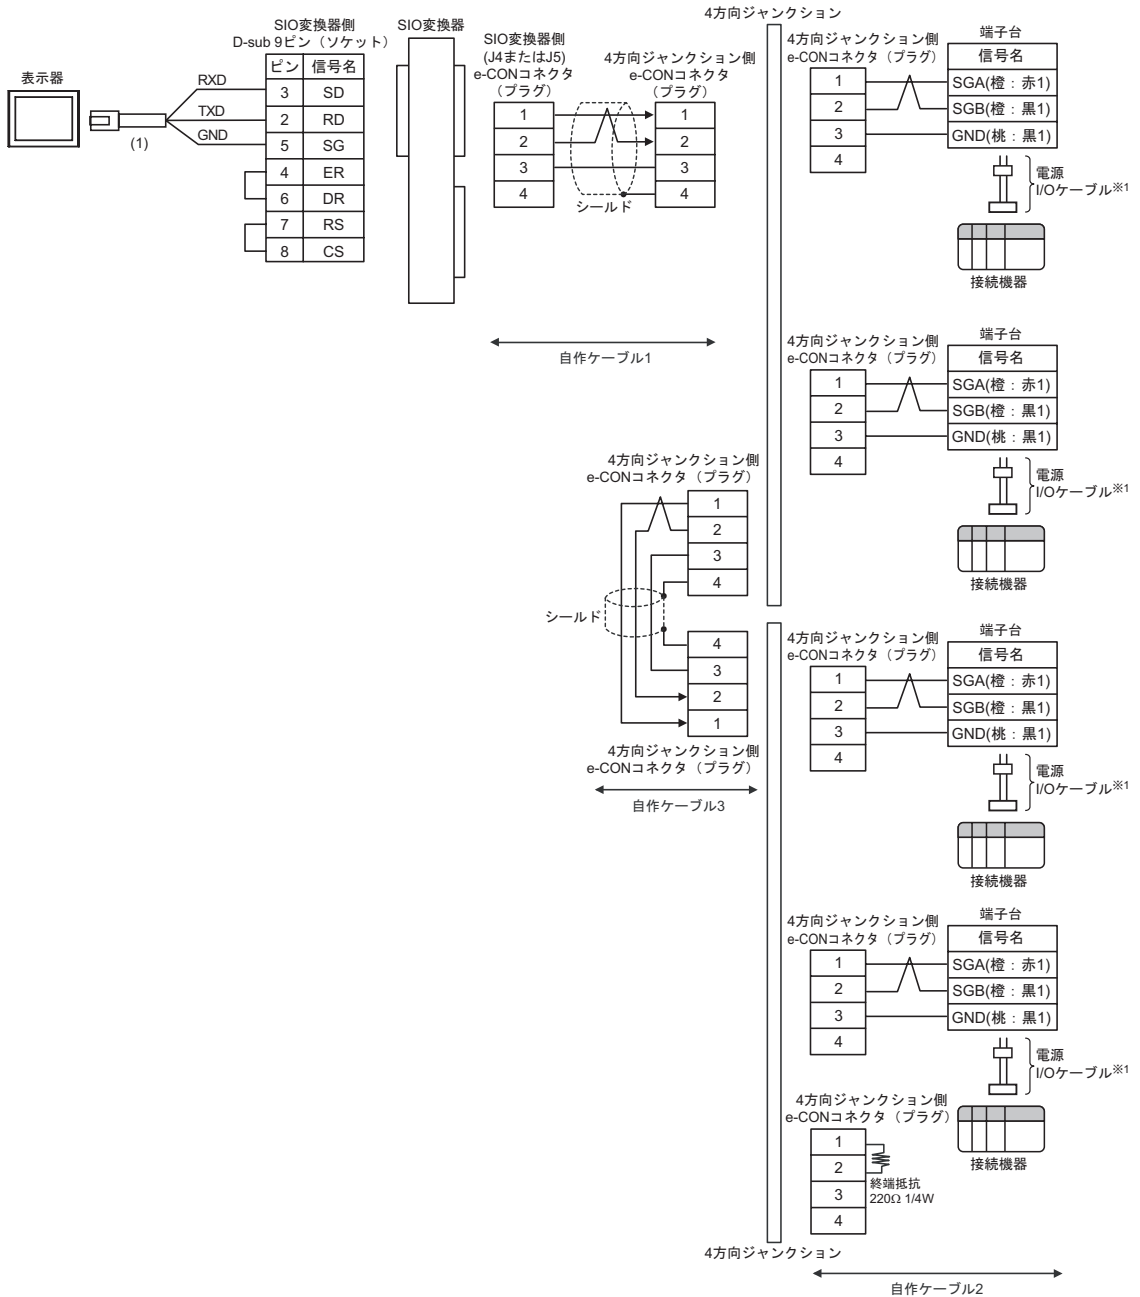 4方向ジャンクション
表示器
(1)
RXD
TXD
GND
SIO変換器側
D-sub 9ピン（ソケット）
ピン 信号名
3 SD
2 RD
5 SG
4 ER
6 DR
7 RS
8 CS
SIO変換器
SIO変換器側
(J4またはJ5)
e-CONコネクタ
（プラグ）
1
2
3
4
シールド
4方向ジャンクション側
e-CONコネクタ
（プラグ）
1
2
3
4
自作ケーブル1
4方向ジャンクション側
e-CONコネクタ（プラグ）
1
2
3
4
端子台
信号名
SGA(橙：赤1)
SGB(橙：黒1)
GND(桃：黒1)
電源
I/Oケーブル※1
接続機器
4方向ジャンクション側
e-CONコネクタ（プラグ）
1
2
3
4
端子台
信号名
SGA(橙：赤1)
SGB(橙：黒1)
GND(桃：黒1)
電源
I/Oケーブル※1
接続機器
4方向ジャンクション側
e-CONコネクタ（プラグ）
1
2
3
4
シールド
4
3
2
1
4方向ジャンクション側
e-CONコネクタ（プラグ）
自作ケーブル3
4方向ジャンクション側
e-CONコネクタ（プラグ）
1
2
3
4
端子台
信号名
SGA(橙：赤1)
SGB(橙：黒1)
GND(桃：黒1)
電源
I/Oケーブル※1
接続機器
4方向ジャンクション側
e-CONコネクタ（プラグ）
1
2
3
4
端子台
信号名
SGA(橙：赤1)
SGB(橙：黒1)
GND(桃：黒1)
電源
I/Oケーブル※1
接続機器
4方向ジャンクション側
e-CONコネクタ（プラグ）
1
2
3
4
終端抵抗
220Ω 1/4W
4方向ジャンクション
自作ケーブル2